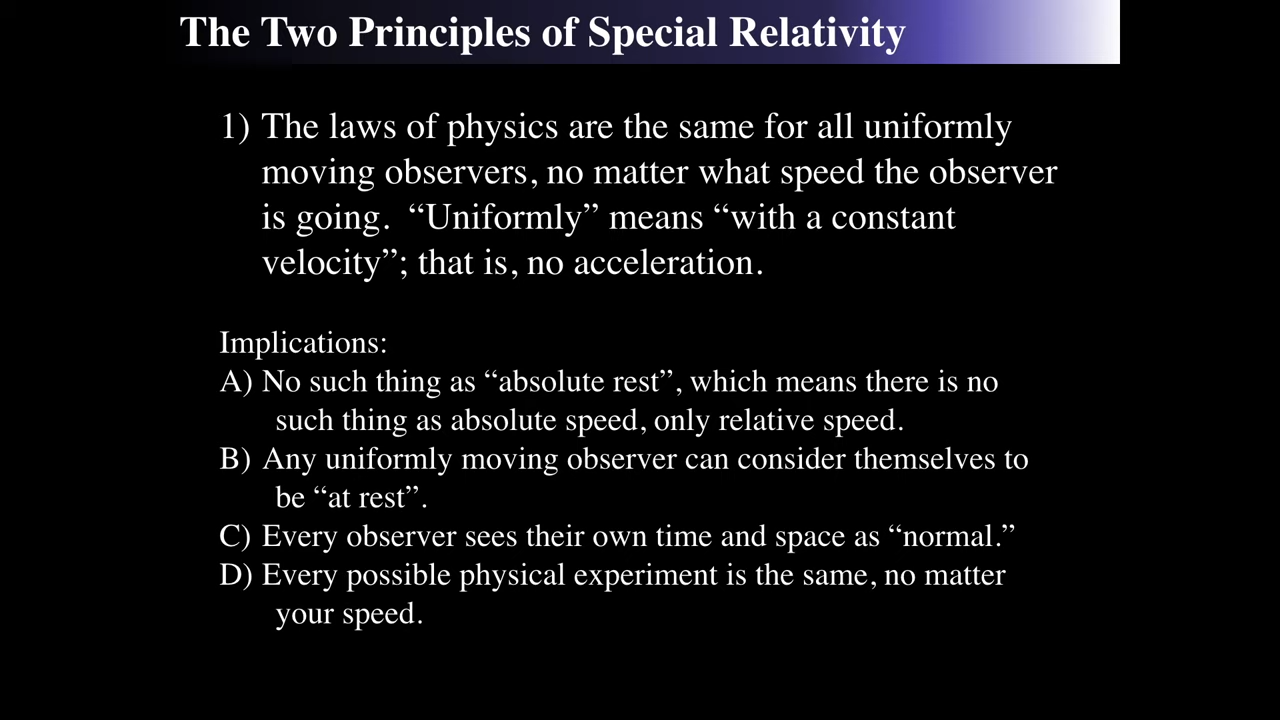 The Two Principles of Special Relativity
1) The laws of physics are the same for all uniformly
moving observers, no matter what speed the observer
is going. “Uniformly” means “with a constant
velocity”; that is, no acceleration.
Implications:
A) No such thing as “absolute rest”, which means there is no
such thing as absolute speed, only relative speed.
B) Any uniformly moving observer can consider themselves to
be “at rest”.
C) Every observer sees their own time and space as “normal.”
D) Every possible physical experiment is the same, no matter
your speed.